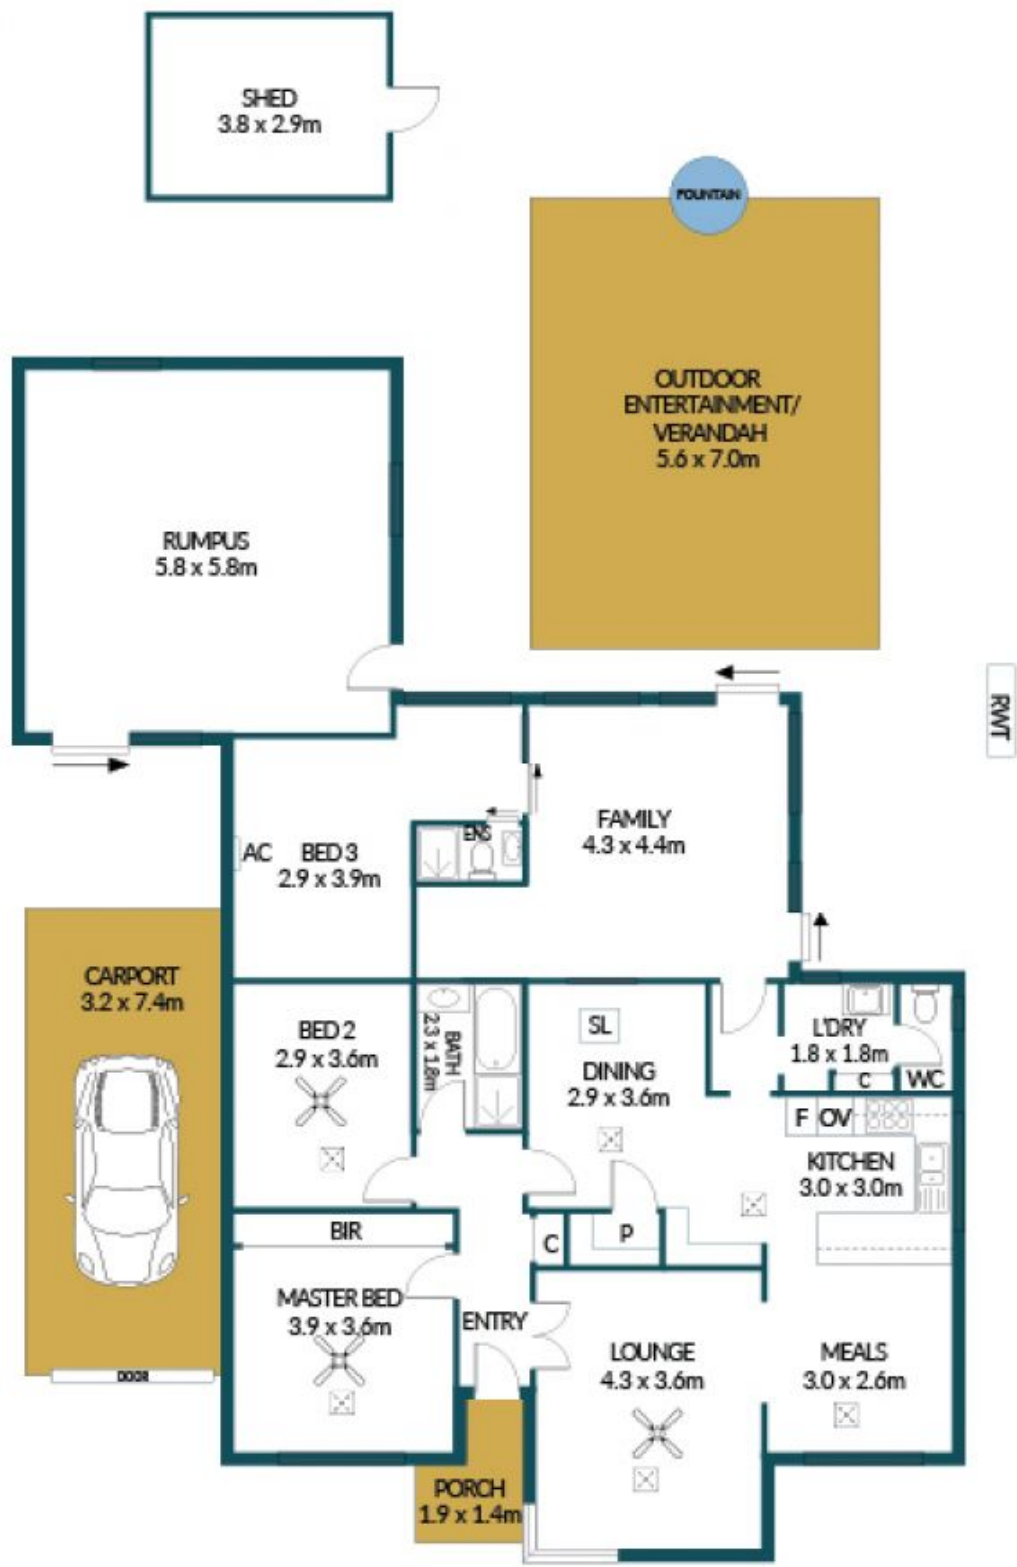 SHED
3.8 x 2.9m
FOUNTAIN
OUTDOOR
ENTERTAINMENT/
VERANDAH
5.6 x 7.0m
RUMPUS
5.8 x 5.8m
RWT
FAMILY
4.3 x 4.4m
ENS
AC
BED 3
2.9 x 3.9m
CARPORT
3.2 x 7.4m
DOOR
BED 2
2.9 x 3.6m
BATH
2.3 x 1.8m
SL
DINING
2.9 x 3.6m
L'DRY
1.8 x 1.8m
C
WC
F
OV
KITCHEN
3.0 x 3.0m
BIR
C
P
MASTER BED
3.9 x 3.6m
ENTRY
LOUNGE
4.3 x 3.6m
MEALS
3.0 x 2.6m
PORCH
1.9 x 1.4m